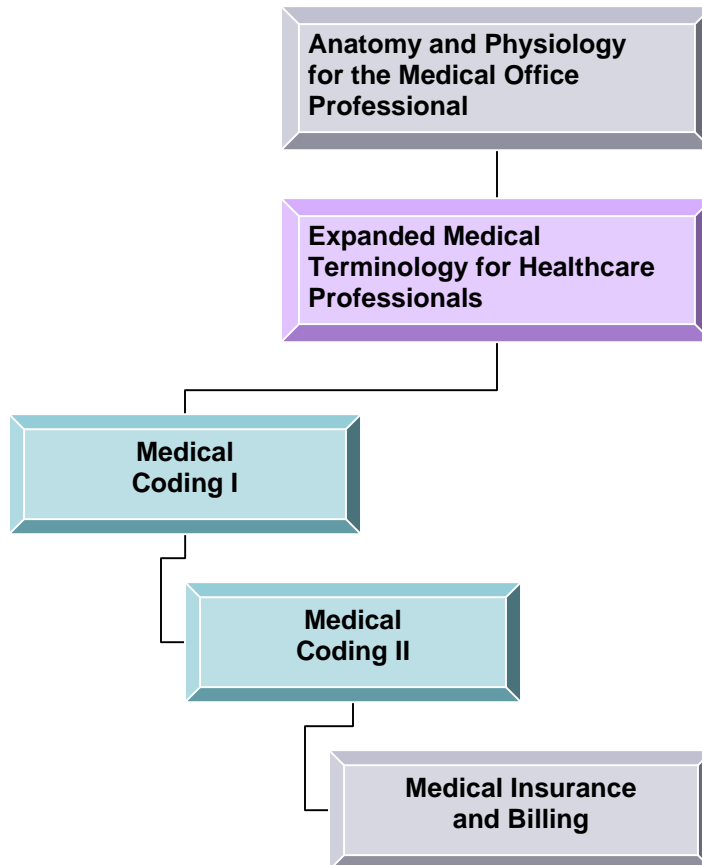 Anatomy and Physiology
for the Medical Office
Professional
Expanded Medical
Terminology for Healthcare
Professionals
Medical
Coding I
Medical
Coding II
Medical Insurance
and Billing